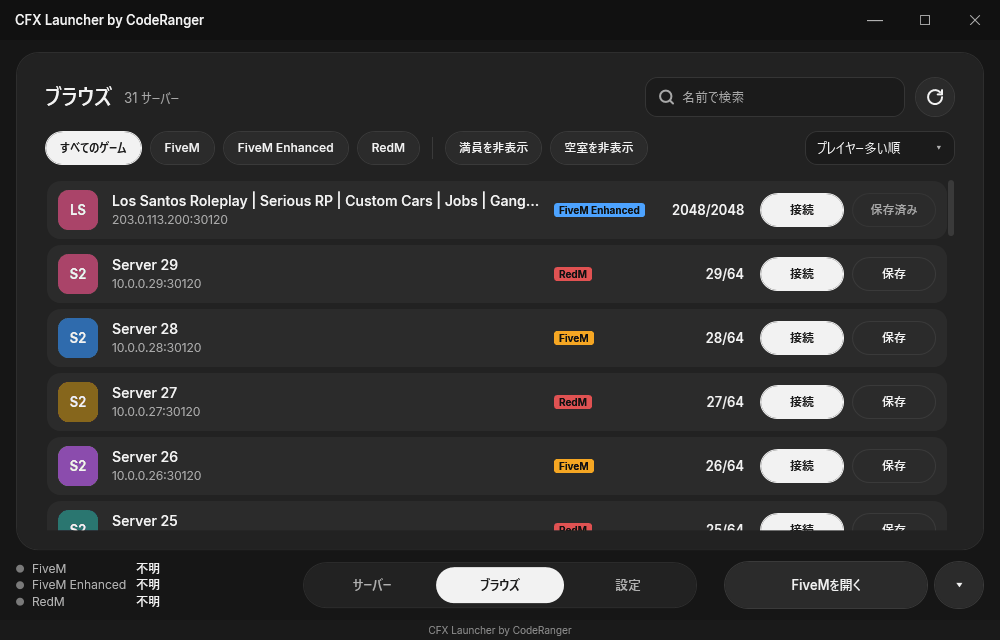 CFX Launcher by CodeRanger
ブラウズ 31 サーバー
名前で検索
すべてのゲーム FiveM FiveM Enhanced RedM 満員を非表示 空室を非表示 プレイヤー多い順
LS Los Santos Roleplay | Serious RP | Custom Cars | Jobs | Gang... FiveM Enhanced 2048/2048 接続 保存済み
203.0.113.200:30120
S2 Server 29 RedM 29/64 接続 保存
10.0.0.29:30120
S2 Server 28 FiveM 28/64 接続 保存
10.0.0.28:30120
S2 Server 27 RedM 27/64 接続 保存
10.0.0.27:30120
S2 Server 26 FiveM 26/64 接続 保存
10.0.0.26:30120
S2 Server 25 RedM 25/64 接続 保存
FiveM 不明
FiveM Enhanced 不明
RedM 不明
サーバー ブラウズ 設定
FiveMを開く
CFX Launcher by CodeRanger